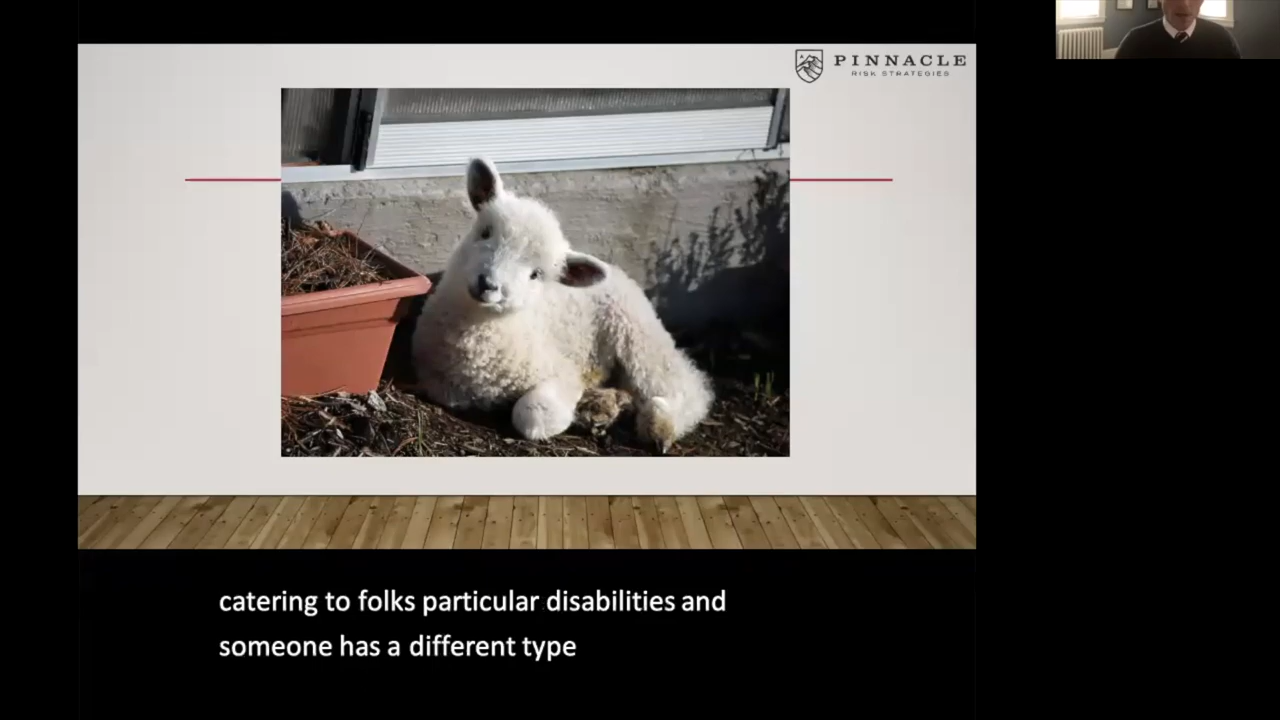 PINNACLE
RISK STRATEGIES
catering to folks particular disabilities and
someone has a different type